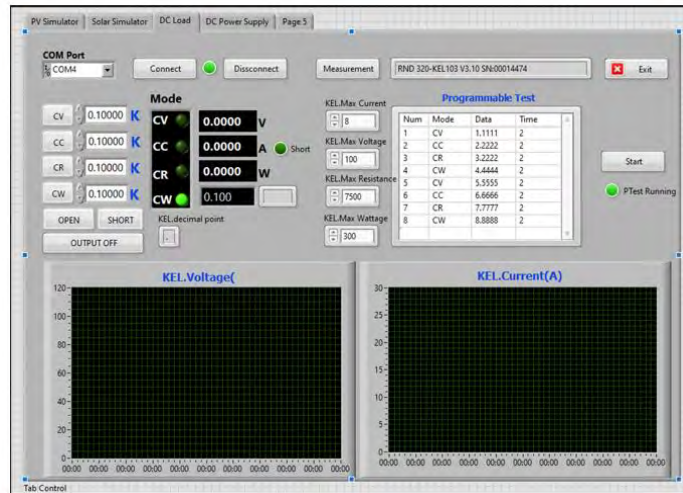 PV Simulator Solar Simulator DC Load DC Power Supply Page 5
COM Port
COM4 Connect Dissconnect Measurement RND 320-KEL103 V3.10 SN:00014474 Exit
Mode KEL.Max Current Programmable Test
CV 0.10000 K CV 0.0000 V 8 Num Mode Data Time
1 CV 1.1111 2
CC 0.10000 K CC 0.0000 A Short KEL.Max Voltage 2 CC 2.2222 2
100 3 CR 3.2222 2 Start
CR 0.10000 K CR 0.0000 W KEL.Max Resistance 4 CW 4.4444 2
7500 5 CV 5.5555 2
CW 0.10000 K CW 0.100 6 CC 6.6666 2 PTest Running
7 CR 7.7777 2
OPEN SHORT KEL.decimal point KEL.Max Wattage 8 CW 8.8888 2
OUTPUT OFF . 300
KEL.Voltage( KEL.Current(A)
120 30
100 25
80 20
60 15
40 10
20 5
0 0
00:00 00:00 00:00 00:00 00:00 00:00 00:00 00:00 00:00 00:00 00:00 00:00 00:00 00:00 00:00 00:00 00:00 00:00 00:00 00:00 00:00 00:00
Tab Control